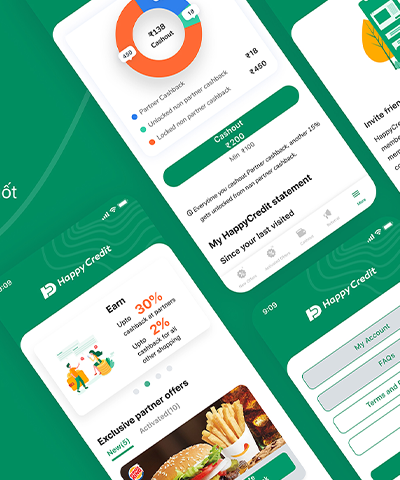 ₹138
Cashout
18
450
Partner Cashback
Unlocked non partner cashback
Locked non partner cashback
₹18
₹450
Cashout
₹200
Min ₹100
Everytime you cashout Partner cashback, another 15%
gets unlocked from non partner cashback.
My HappyCredit statement
Since your last visited
More
Invite frien
HappyCre
ốt
:09
HappyCredit
Earn
Upto 30%
cashback at partners
Upto 2%
cashback for all
other shopping
Exclusive partner offers
New(5)
Activated(10)
9:09
HappyCredit
My Account
FAQs
Terms and